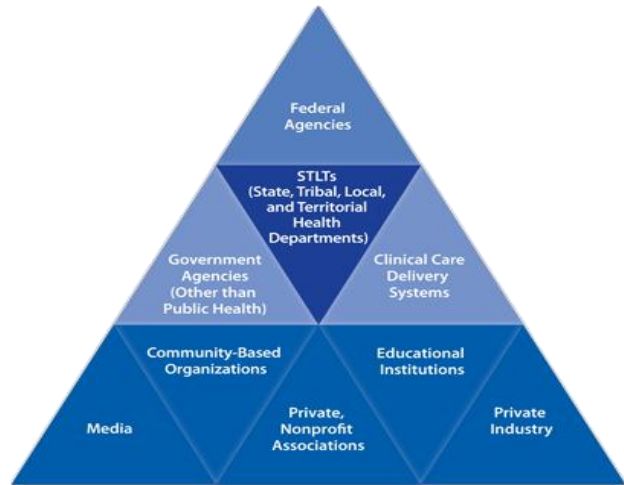 Federal
Agencies
STLTs
(State, Tribal, Local,
and Territorial
Health
Departments)
Government
Agencies
(Other than
Public Health)
Clinical Care
Delivery
Systems
Community-Based
Organizations
Educational
Institutions
Media
Private,
Nonprofit
Associations
Private
Industry